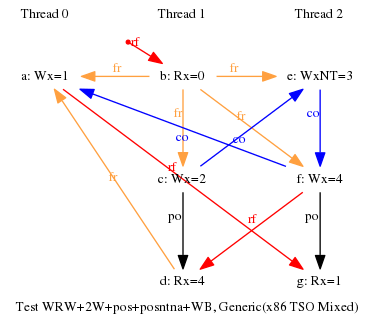 Thread 0 Thread 1 Thread 2
rf
a: Wx=1 fr b: Rx=0 fr e: WxNT=3
fr fr co
co co
rf
c: Wx=2 f: Wx=4
fr
po rf po
d: Rx=4 g: Rx=1
Test WRW+2W+pos+posntna+WB, Generic(x86 TSO Mixed)